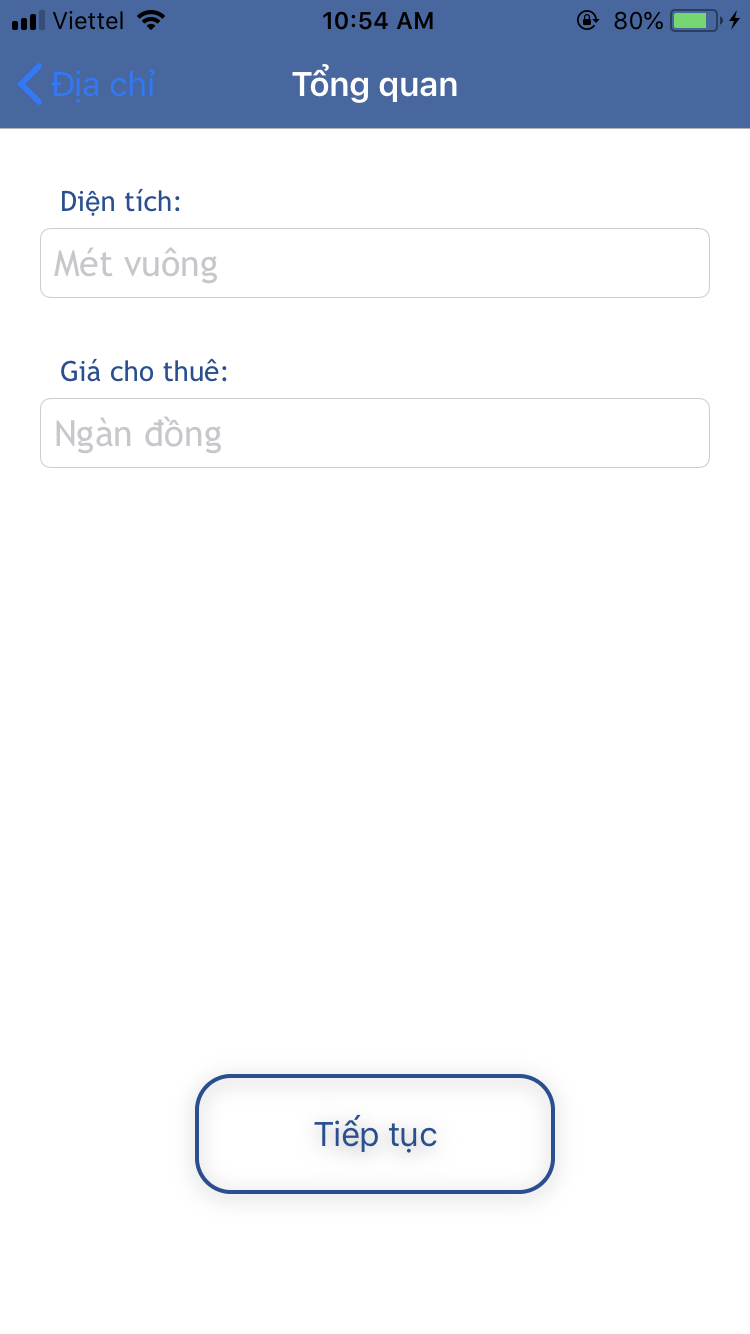 Viettel 10:54 AM 80%
Địa chỉ Tổng quan
Diện tích:
Mét vuông
Giá cho thuê:
Ngàn đồng
Tiếp tục